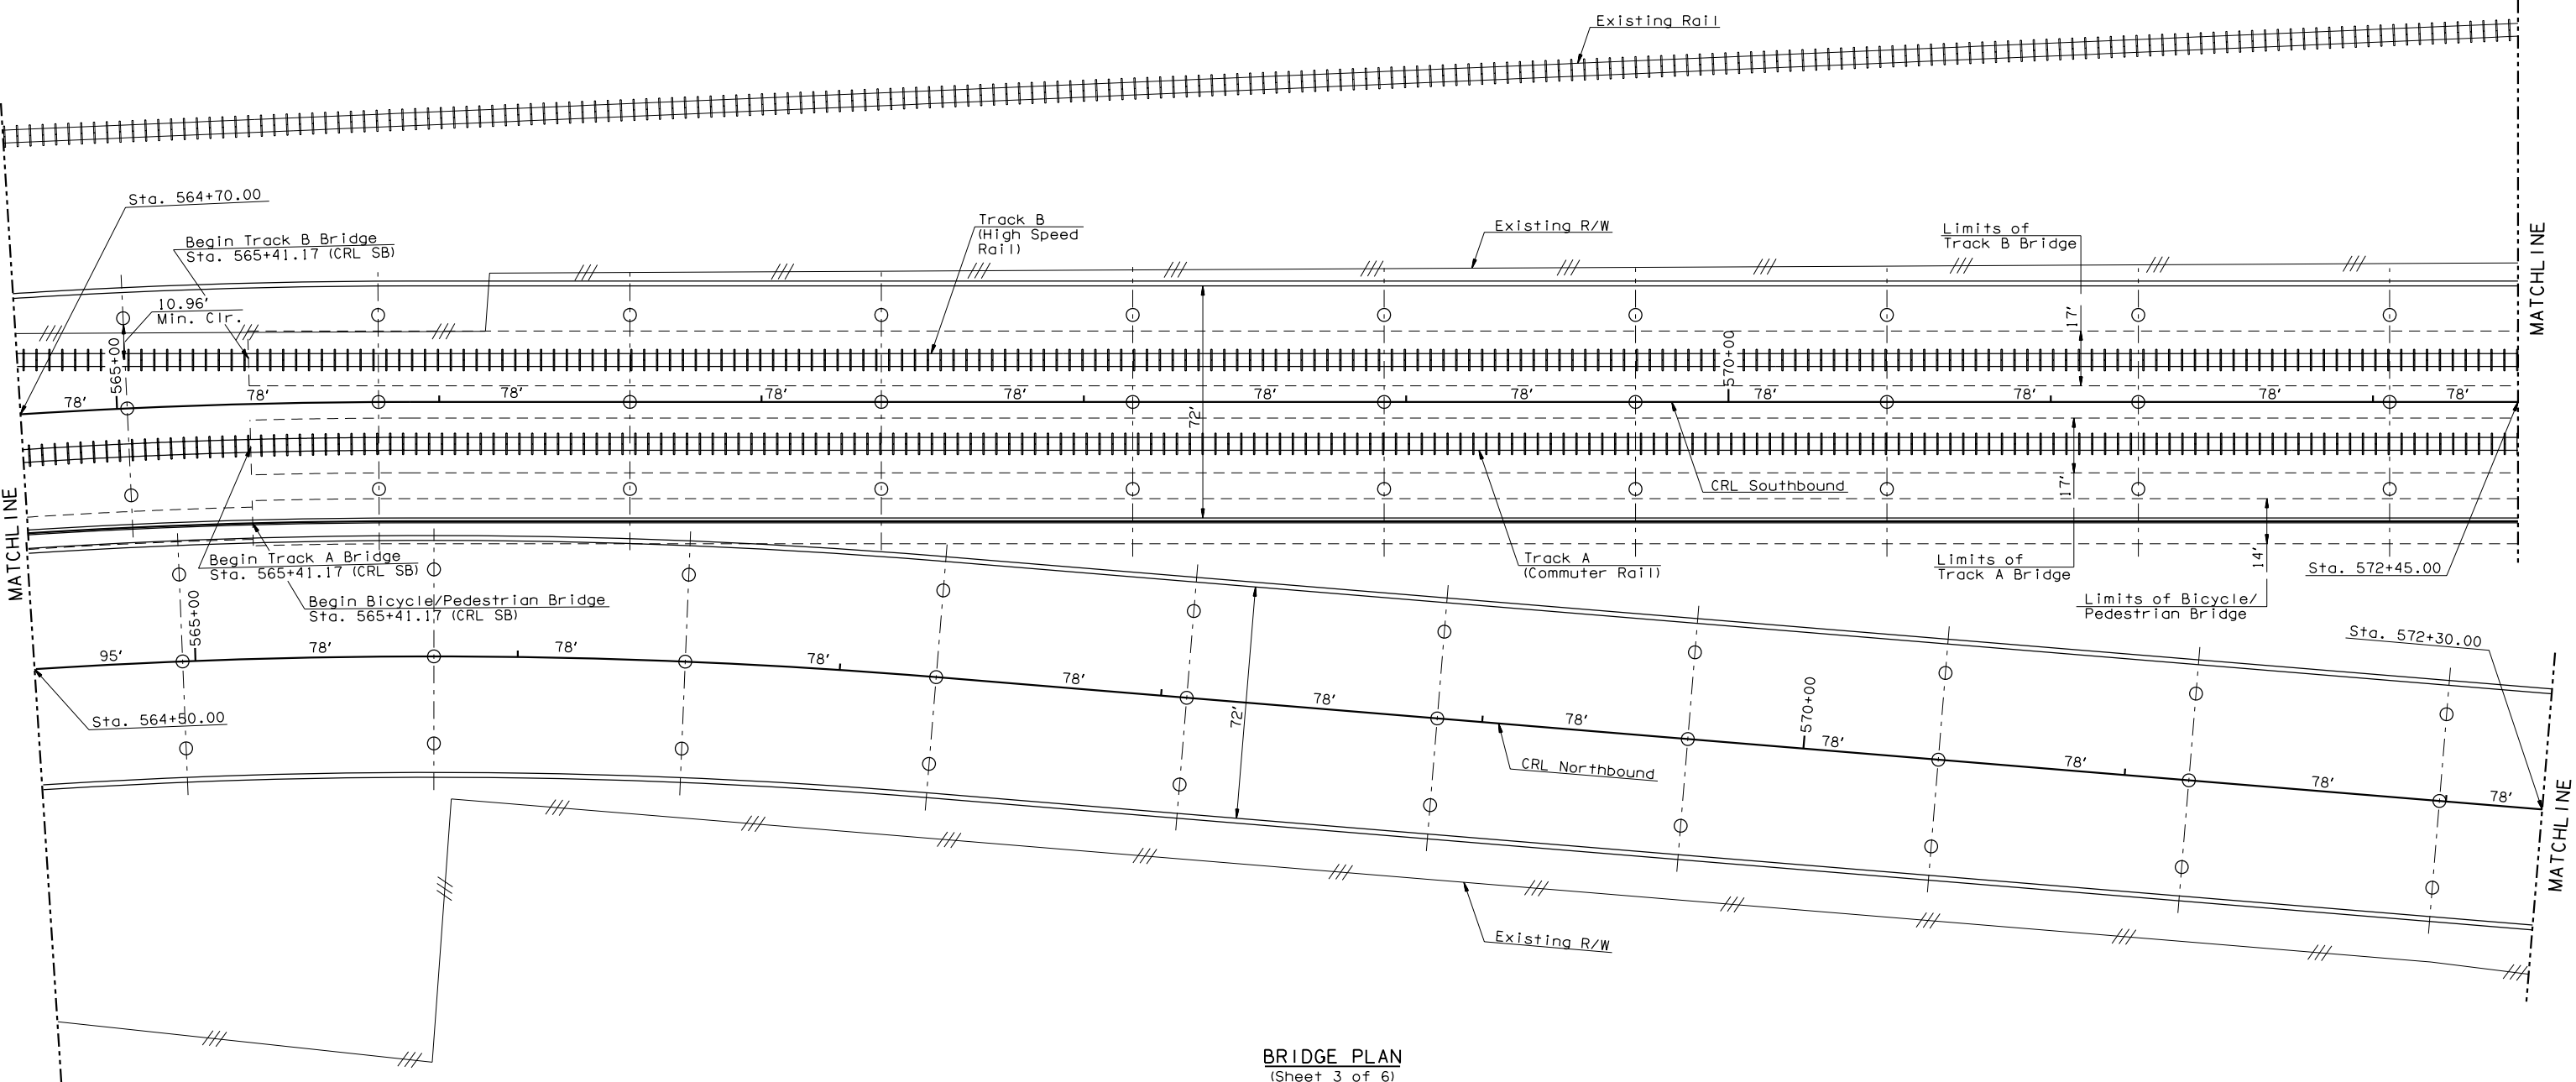 Existing Rail
Sta. 564+70.00
Begin Track B Bridge
Sta. 565+41.17 (CRL SB)
Track B
(High Speed
Rail)
Existing R/W
Limits of
Track B Bridge
MATCHLINE
10.96'
Min. Clr.
17'
565+00
570+00
78'
78'
78'
78'
78'
78'
78'
78'
78'
78'
78'
72'
CRL Southbound
17'
MATCHLINE
Begin Track A Bridge
Sta. 565+41.17 (CRL SB)
Track A
(Commuter Rail)
Limits of
Track A Bridge
14'
Sta. 572+45.00
Begin Bicycle/Pedestrian Bridge
Sta. 565+41.17 (CRL SB)
Limits of Bicycle/
Pedestrian Bridge
565+00
Sta. 572+30.00
95'
78'
78'
78'
78'
78'
78'
78'
78'
78'
78'
72'
570+00
Sta. 564+50.00
CRL Northbound
MATCHLINE
Existing R/W
BRIDGE PLAN
(Sheet 3 of 6)